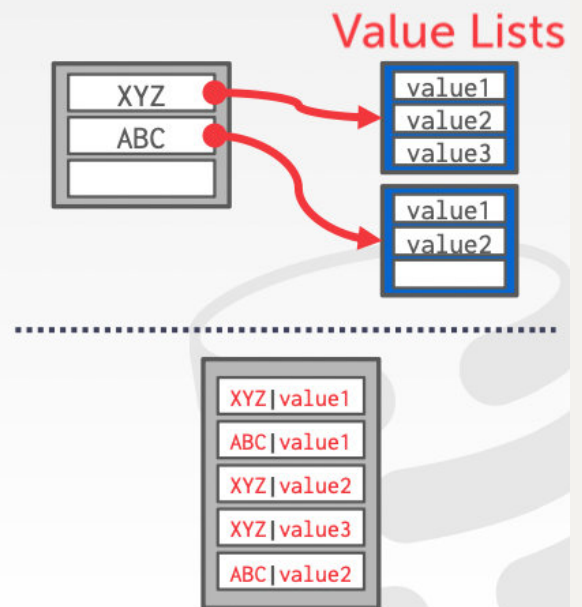 Value Lists
XYZ
ABC
value1
value2
value3
value1
value2
XYZ|value1
ABC|value1
XYZ|value2
XYZ|value3
ABC|value2